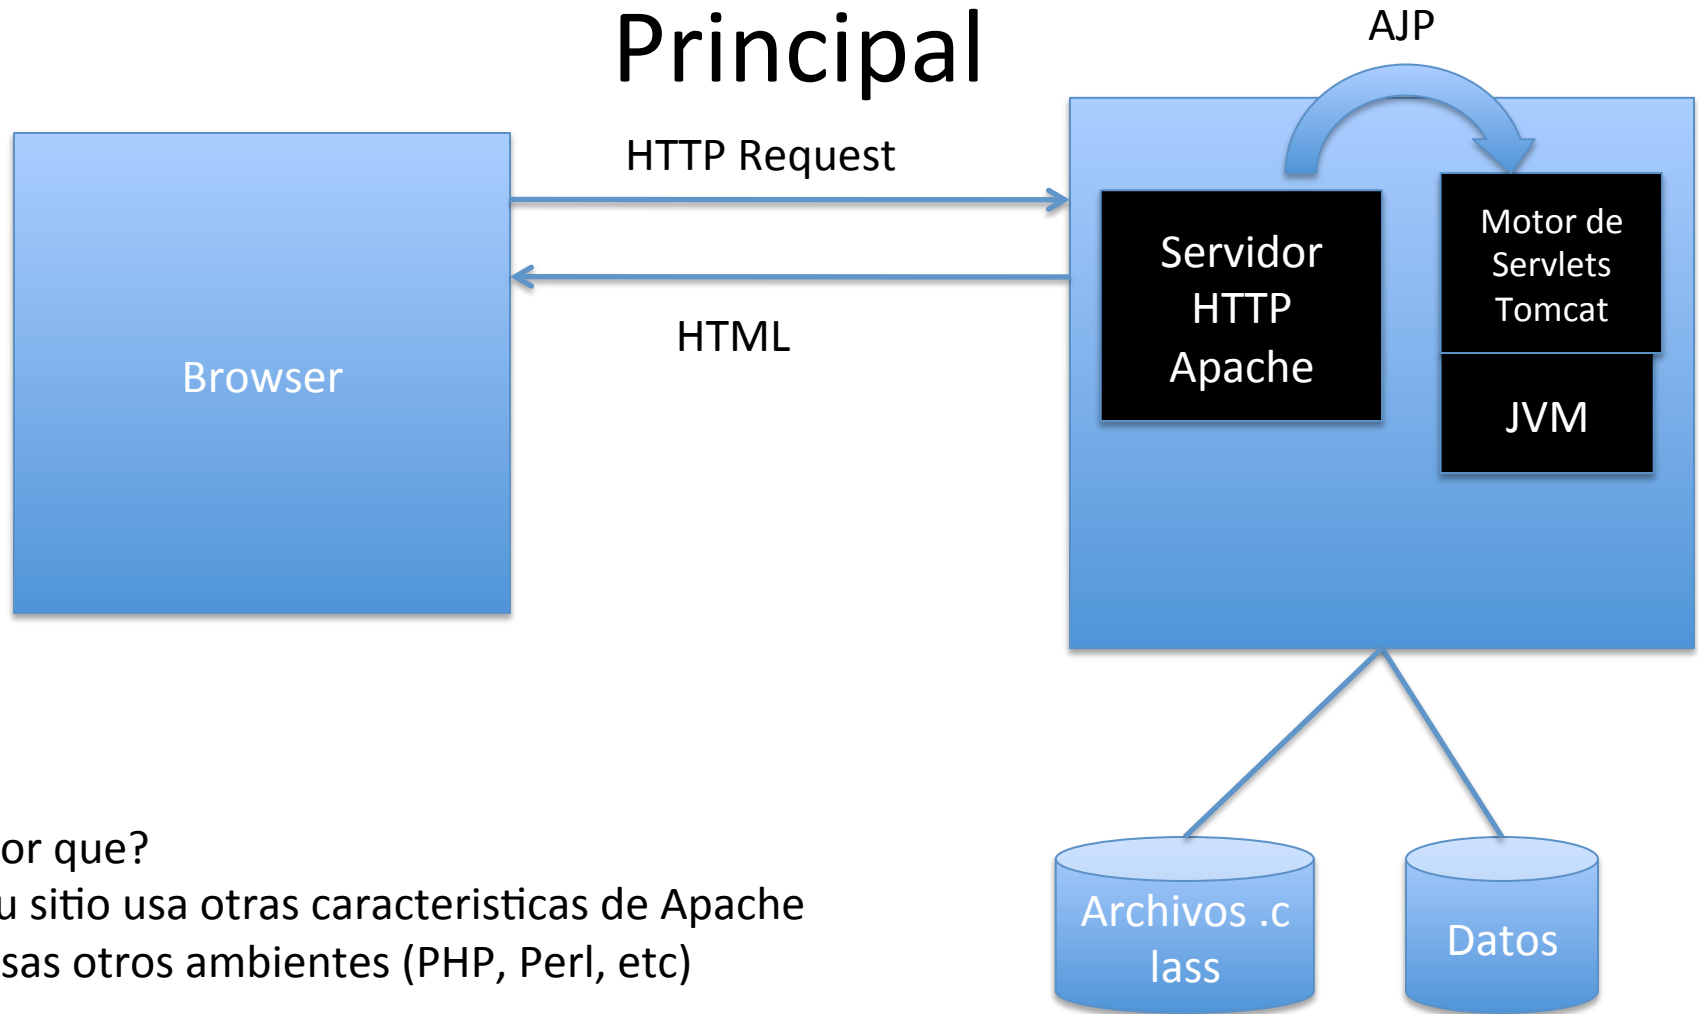 Principal
AJP
HTTP Request
HTML
Browser
Servidor
HTTP
Apache
Motor de
Servlets
Tomcat
JVM
or que?
u sitio usa otras caracteristicas de Apache
sas otros ambientes (PHP, Perl, etc)
Archivos .c
lass
Datos